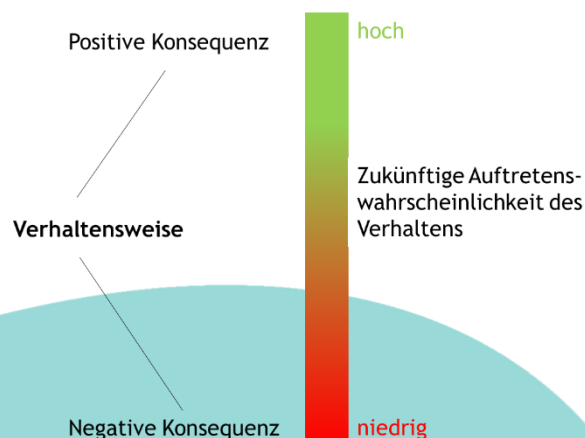 Positive Konsequenz
hoch
Zukünftige Auftretens-
wahrscheinlichkeit des
Verhaltens
Verhaltensweise
Negative Konsequenz
niedrig